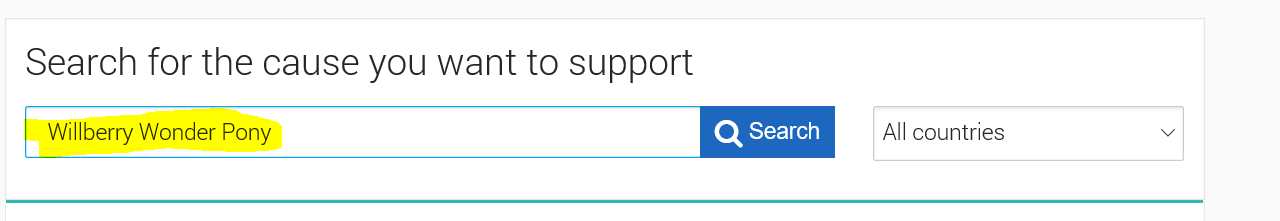 Search for the cause you want to support
Willberry Wonder Pony
Search
All countries